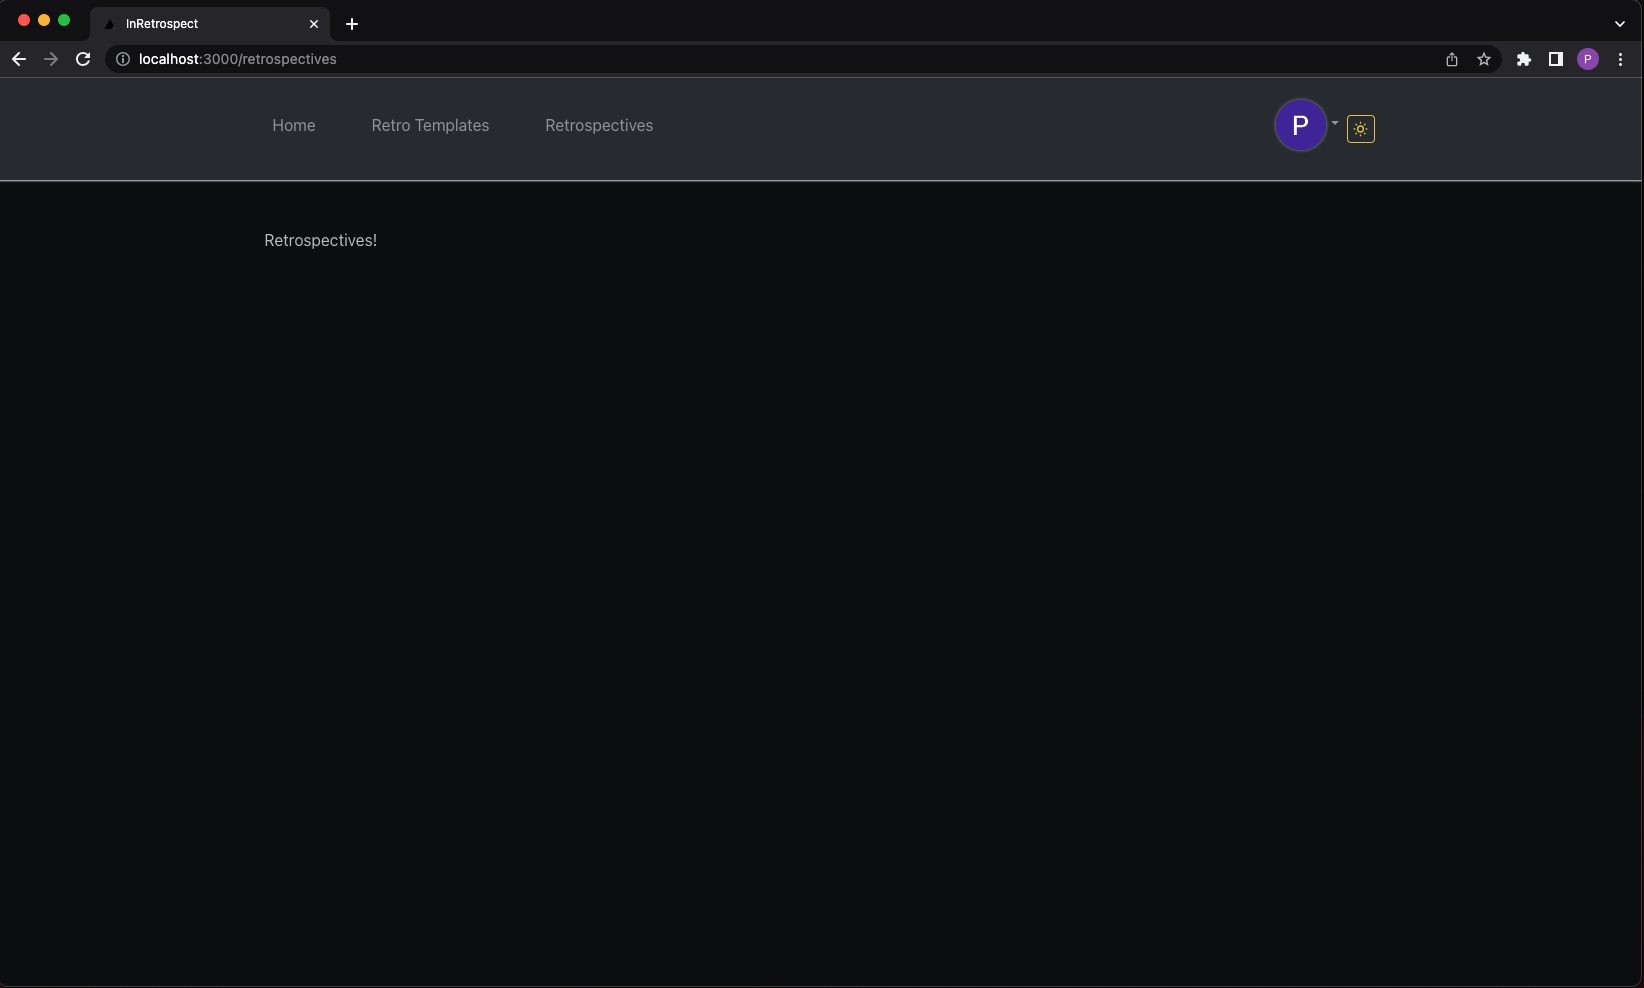 InRetrospect
localhost:3000/retrospectives
P
Home
Retro Templates
Retrospectives
P
Retrospectives!